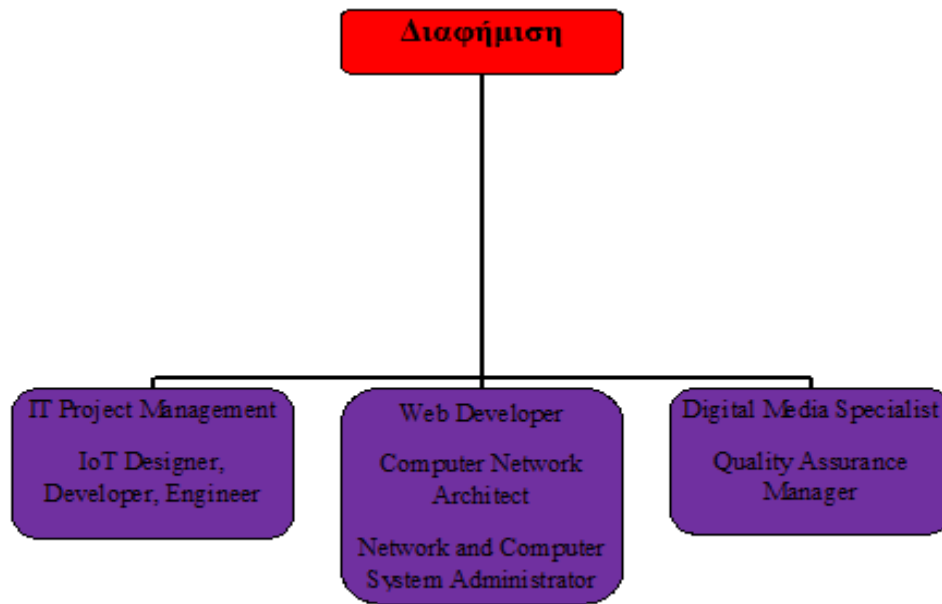 Διαφήμιση
IT Project Management
IoT Designer,
Developer, Engineer
Web Developer
Computer Network
Architect
Network and Computer
System Administrator
Digital Media Specialist
Quality Assurance
Manager